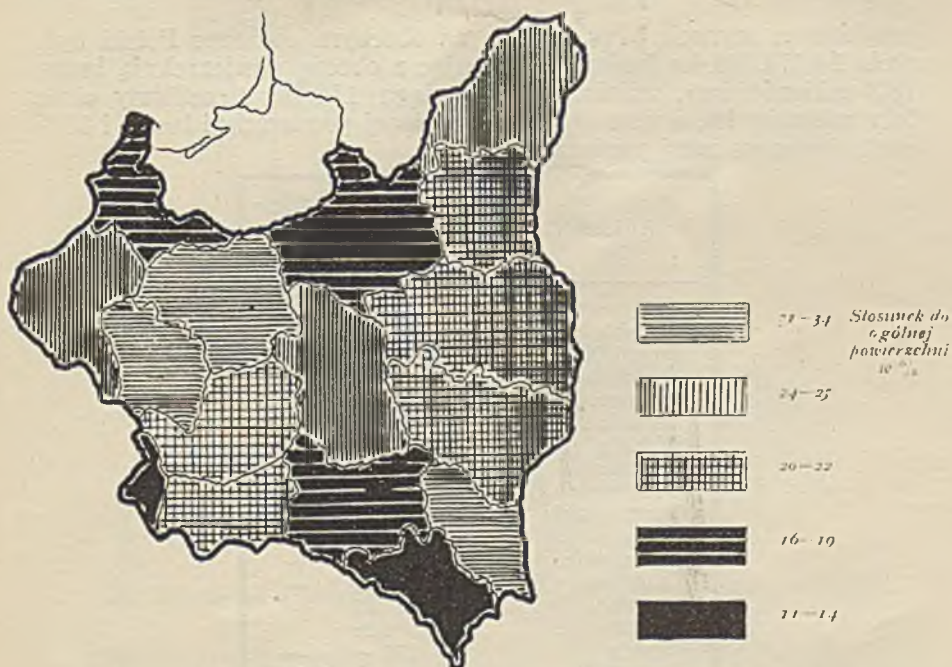 Stosunek do
ogólnej
powierzchni
w %
24—25
20—22
16—19
11—14